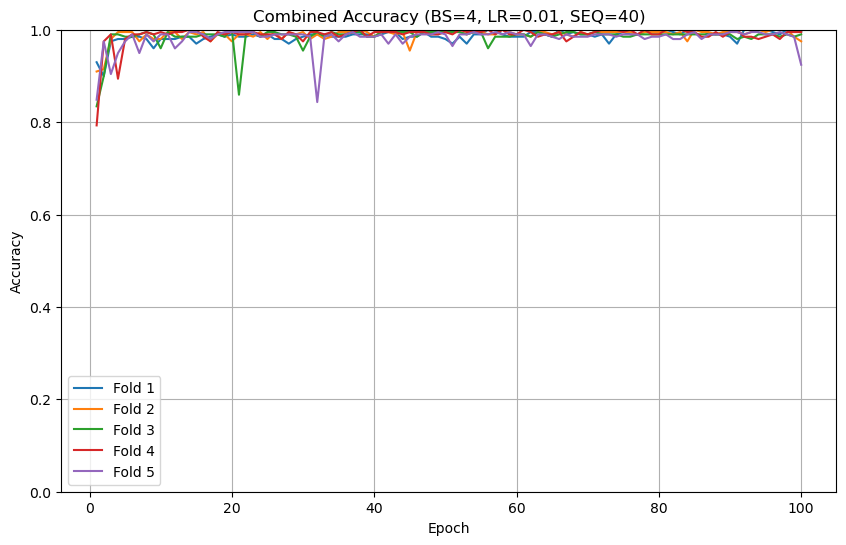 Combined Accuracy (BS=4, LR=0.01, SEQ=40)
1.0
0.8
0.6
0.4
0.2
0.0
Accuracy
Fold 1
Fold 2
Fold 3
Fold 4
Fold 5
0 20 40 60 80 100
Epoch